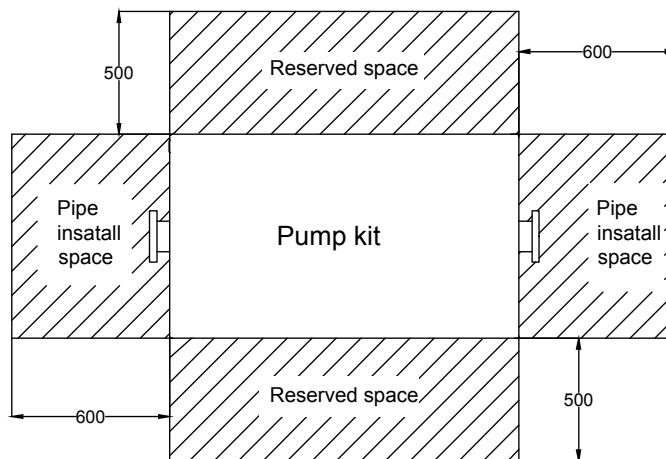 500
Reserved space
600
Pipe
insatall
space
Pump kit
Pipe
insatall
space
600
Reserved space
500